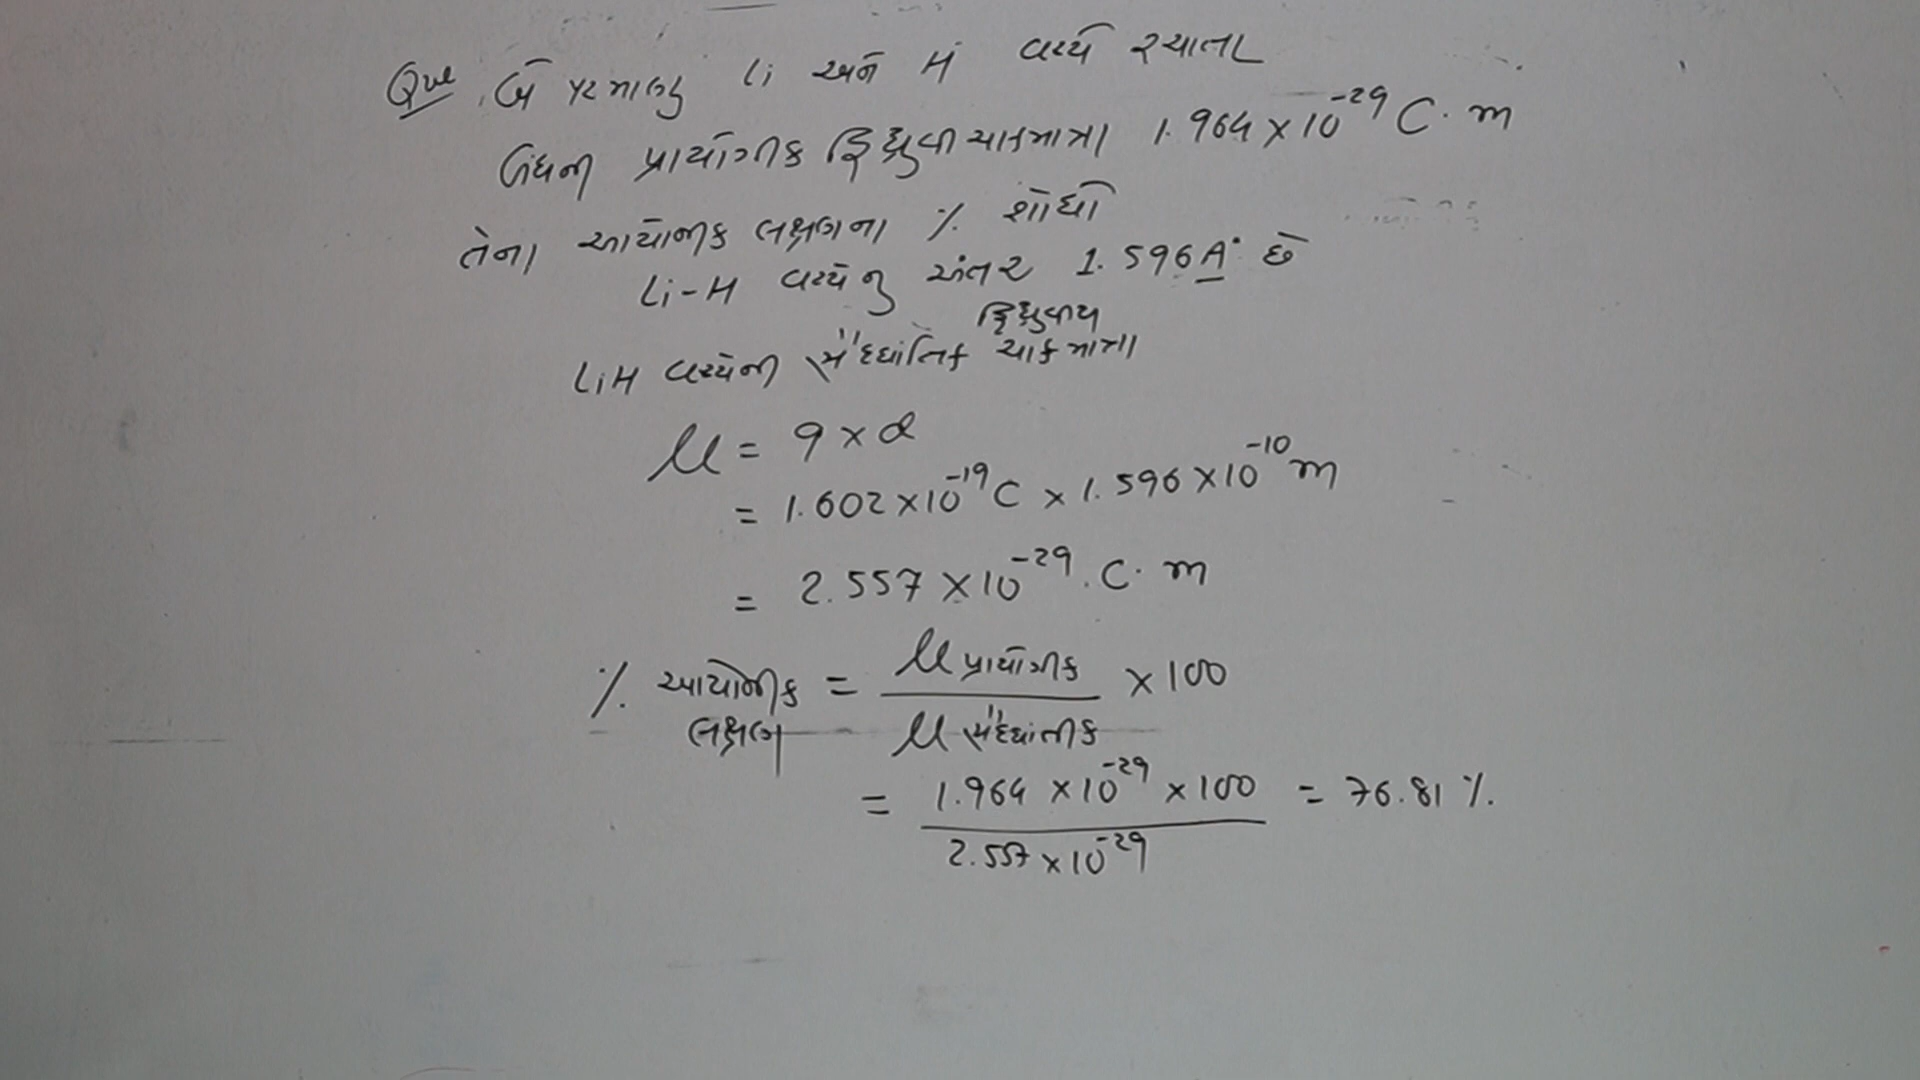 Que. બે પરમાણુ Li અને H વચ્ચે રચાતા
બંધની પ્રાયોગીક દ્વિધ્રુવી ચાકમાત્રા 1.964 × 10⁻²⁹ C. m
તેના આયોનીક લક્ષણના % શોધો
Li-H વચ્ચેનુ અંતર 1.596 A° છે
LiH વચ્ચેની સૈદ્ધાંતિક દ્વિધ્રુવીય ચાકમાત્રા
μ = q × d
= 1.602 × 10⁻¹⁹ C × 1.596 × 10⁻¹⁰ m
= 2.557 × 10⁻²⁹ . C. m
% આયોનીક લક્ષણ = μ પ્રાયોગીક / μ સૈદ્ધાંતીક × 100
= 1.964 × 10⁻²⁹ × 100 / 2.557 × 10⁻²⁹ = 76.81 %.